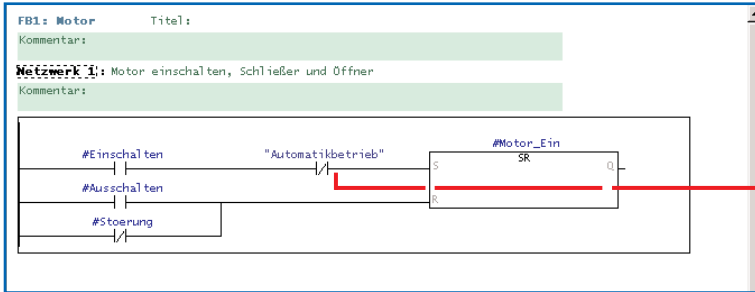 FB1: Motor Titel:
Kommentar:
Netzwerk 1: Motor einschalten, Schließer und Öffner
Kommentar:
#Motor_Ein
#Einschalten "Automatikbetrieb" SR
S Q
#Ausschalten
R
#Stoerung